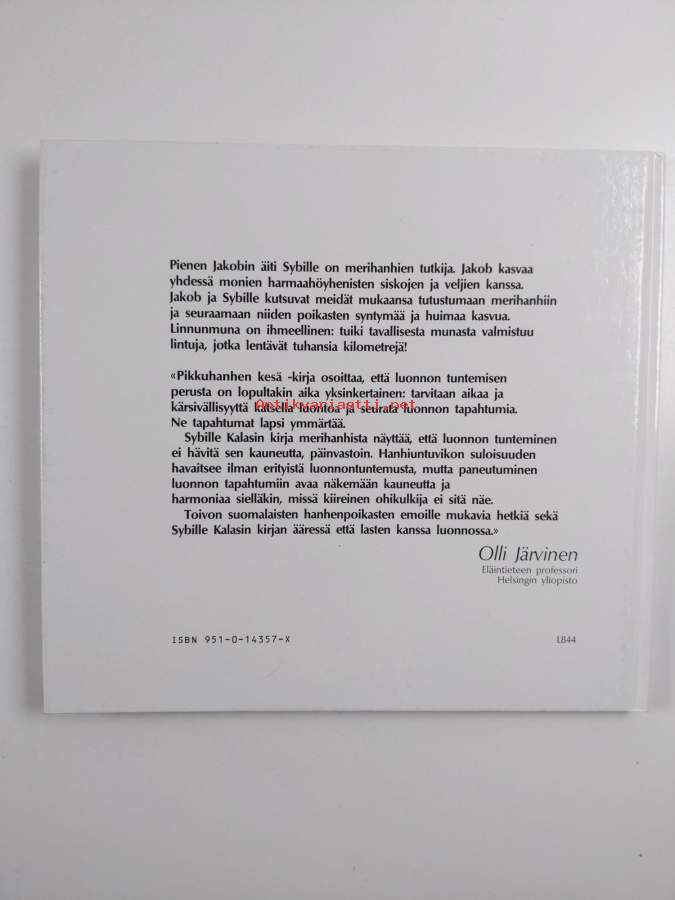 Pienen Jakobin äiti Sybille on merihanhien tutkija. Jakob kasvaa
yhdessä monien harmaahöyhenisten siskojen ja veljien kanssa.
Jakob ja Sybille kutsuvat meidät mukaansa tutustumaan merihanhiin
ja seuraamaan niiden poikasten syntymää ja huimaa kasvua.
Linnunmuna on ihmeellinen: tuiki tavallisesta munasta valmistuu
lintuja, jotka lentävät tuhansia kilometrejä!
«Pikkuhanhen kesä -kirja osoittaa, että luonnon tuntemisen
perusta on lopultakin aika yksinkertainen: tarvitaan aikaa ja
Antikvariaatti.net
kärsivällisyyttä katsella luontoa ja seurata luonnon tapahtumia.
Ne tapahtumat lapsi ymmärtää.
Sybille Kalasin kirja merihanhista näyttää, että luonnon tunteminen
ei hävitä sen kauneutta, päinvastoin. Hanhiuntuvikon suloisuuden
havaitsee ilman erityistä luonnontuntemusta, mutta paneutuminen
luonnon tapahtumiin avaa näkemään kauneutta ja
harmoniaa sielläkin, missä kiireinen ohikulkija ei sitä näe.
Toivon suomalaisten hanhenpoikasten emoille mukavia hetkiä sekä
Sybille Kalasin kirjan ääressä että lasten kanssa luonnossa.»
Olli Järvinen
Eläintieteen professori
Helsingin yliopisto
ISBN 951-0-14357-X
L844